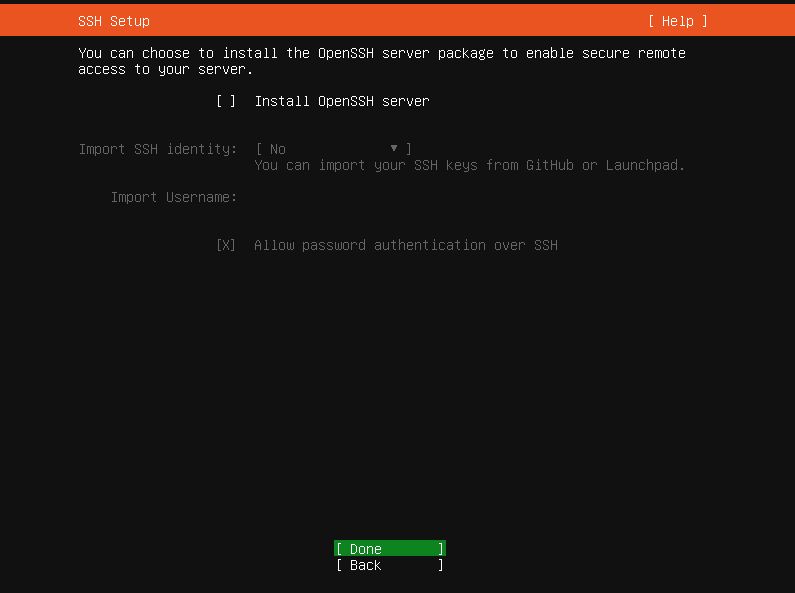 SSH Setup [ Help ]
You can choose to install the OpenSSH server package to enable secure remote
access to your server.
[ ] Install OpenSSH server
Import SSH identity: [ No ▾ ]
You can import your SSH keys from GitHub or Launchpad.
Import Username:
[X] Allow password authentication over SSH
[ Done ]
[ Back ]